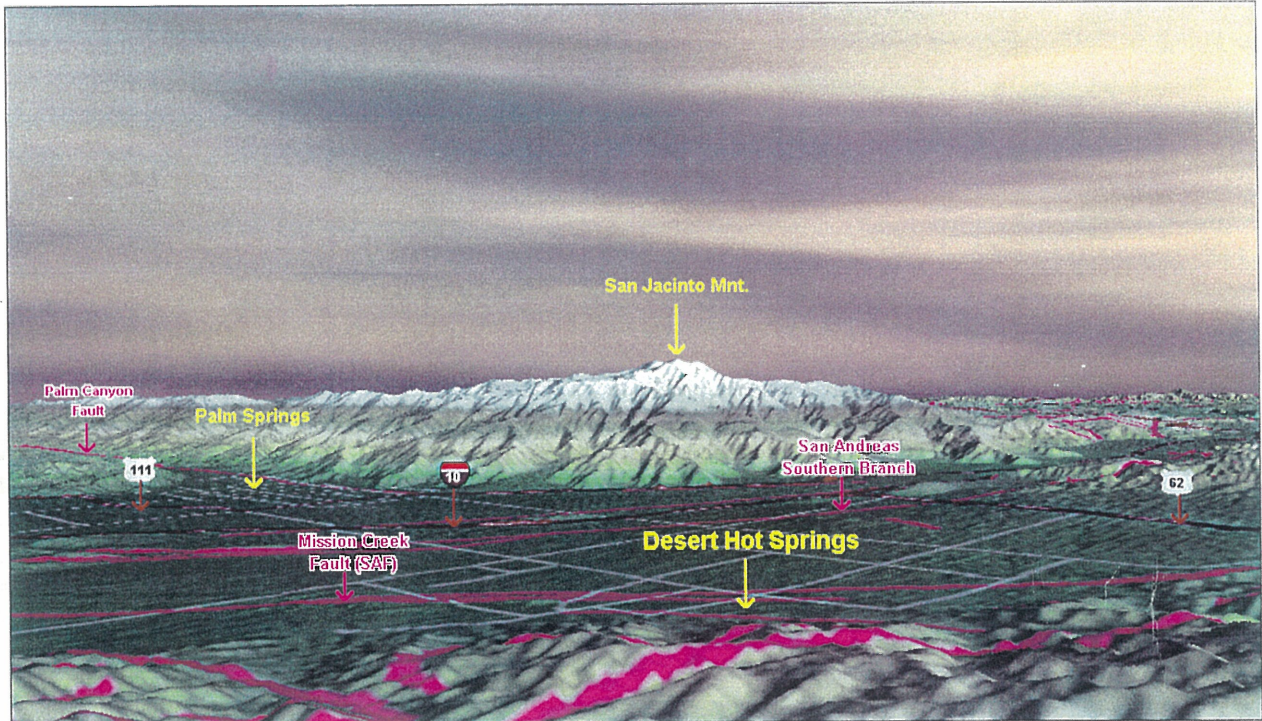 San Jacinto Mnt.
Palm Canyon
Fault
Palm Springs
111
10
San Andreas
Southern Branch
62
Mission Creek
Fault (SAF)
Desert Hot Springs